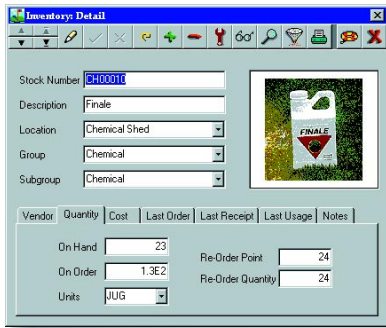 Inventory: Detail
Stock Number CH00010
Description Finale
Location Chemical Shed
Group Chemical
Subgroup Chemical
FINALE
Vendor Quantity Cost Last Order Last Receipt Last Usage Notes
On Hand 23
On Order 1.3E2
Units JUG
Re-Order Point 24
Re-Order Quantity 24